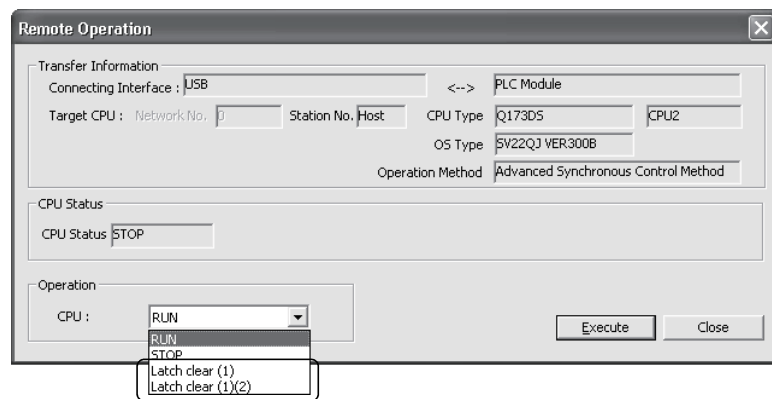 Remote Operation
Transfer Information
Connecting Interface : USB <--> PLC Module
Target CPU : Network No. 0 Station No. Host CPU Type Q173DS CPU2
OS Type SV22QJ VER300B
Operation Method Advanced Synchronous Control Method
CPU Status
CPU Status STOP
Operation
CPU : RUN
RUN
STOP
Latch clear (1)
Latch clear (1)(2)
Execute Close